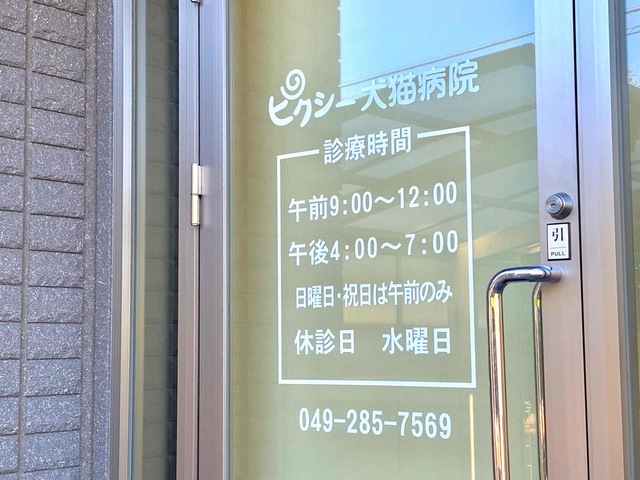 ピクシー犬猫病院
診療時間
午前9:00～12:00
午後4:00～7:00
日曜日・祝日は午前のみ
休診日　水曜日
049-285-7569
引
PULL